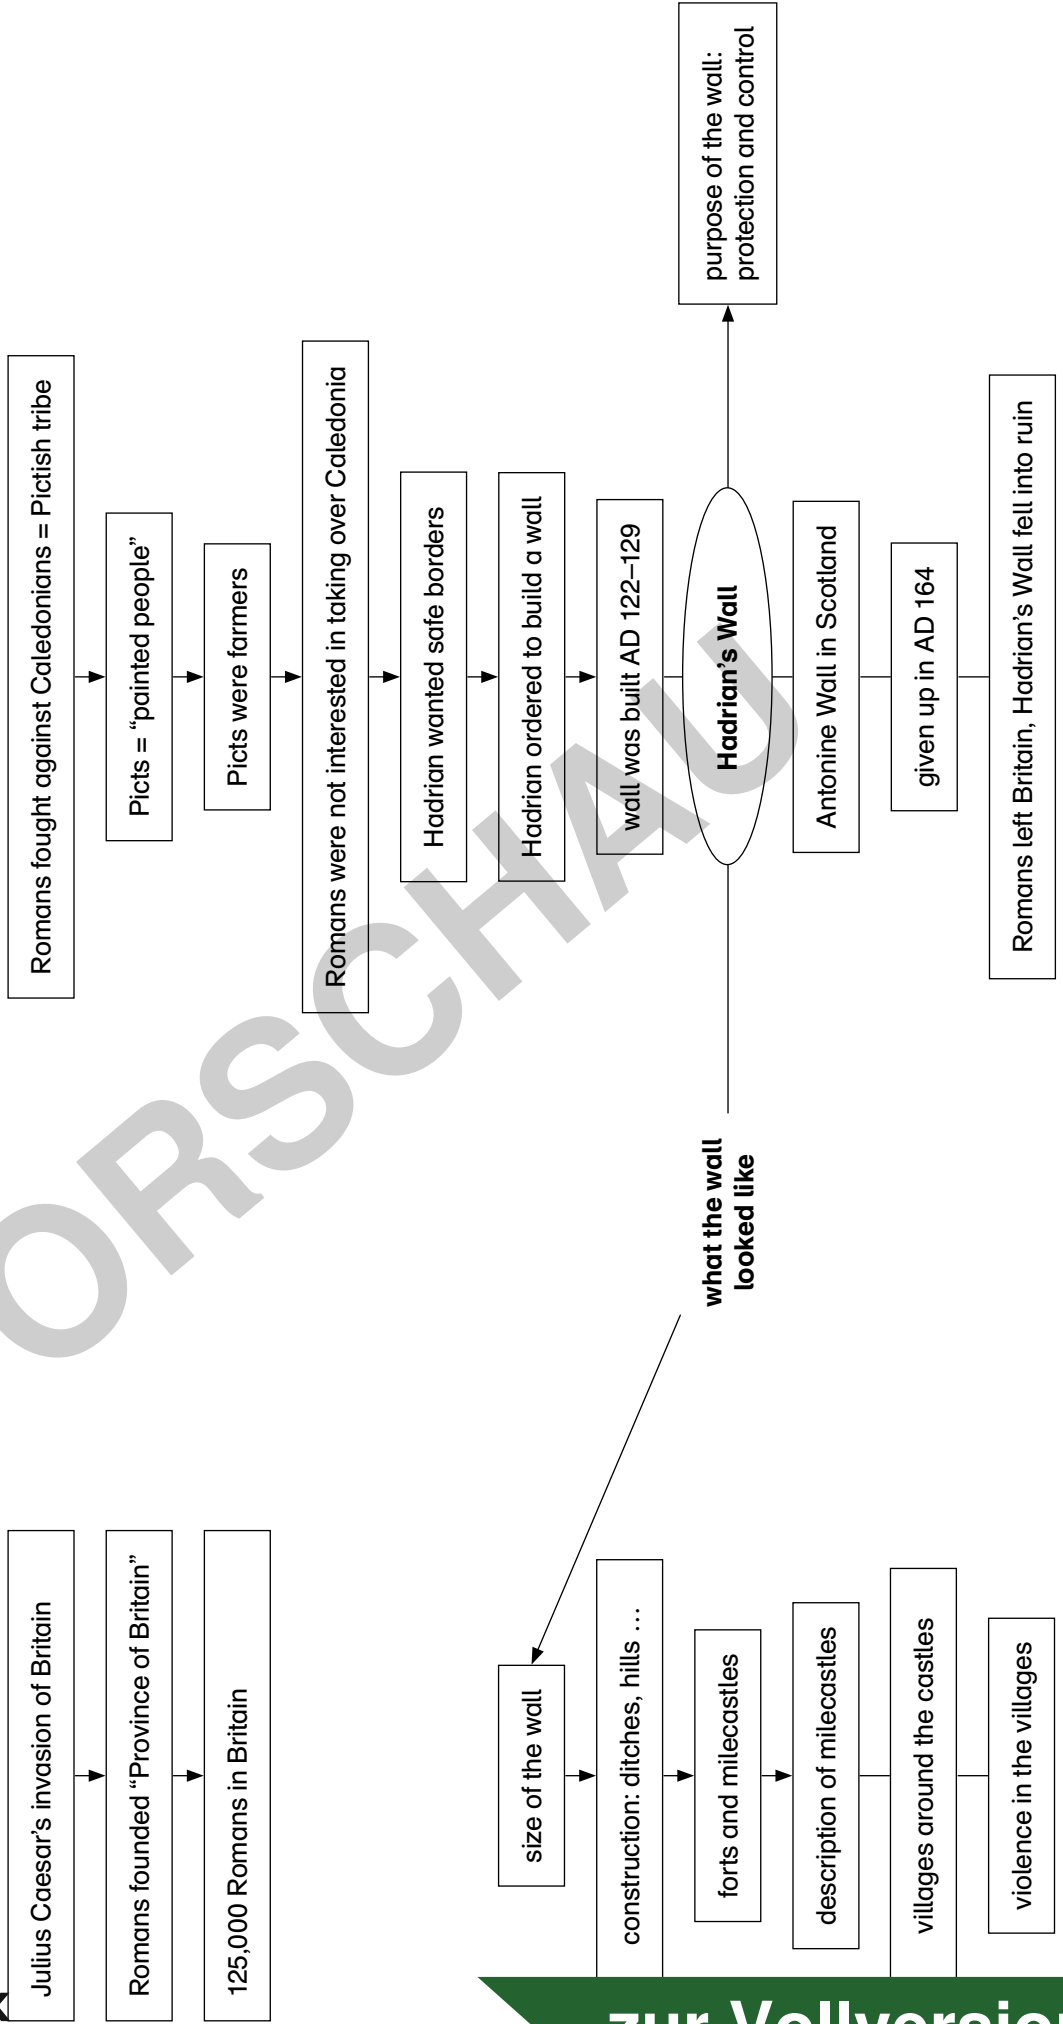 Julius Caesar's invasion of Britain
Romans founded “Province of Britain”
125,000 Romans in Britain
Romans fought against Caledonians = Pictish tribe
Picts = “painted people”
Picts were farmers
Romans were not interested in taking over Caledonia
Hadrian wanted safe borders
Hadrian ordered to build a wall
wall was built AD 122–129
Hadrian's Wall
purpose of the wall:
protection and control
Antonine Wall in Scotland
given up in AD 164
Romans left Britain, Hadrian's Wall fell into ruin
what the wall
looked like
size of the wall
construction: ditches, hills …
forts and milecastles
description of milecastles
villages around the castles
violence in the villages
ORSCHAU
zur Vollversion